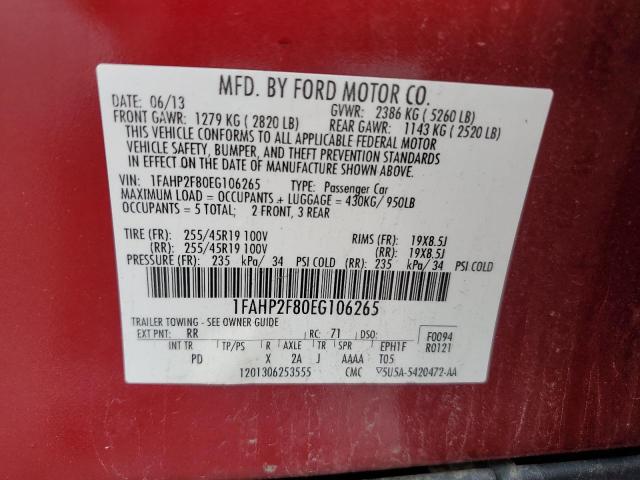 MFD. BY FORD MOTOR CO.
DATE: 06/13 GVWR: 2386 KG ( 5260 LB)
FRONT GAWR: 1279 KG ( 2820 LB) REAR GAWR: 1143 KG ( 2520 LB)
THIS VEHICLE CONFORMS TO ALL APPLICABLE FEDERAL MOTOR
VEHICLE SAFETY, BUMPER, AND THEFT PREVENTION STANDARDS
IN EFFECT ON THE DATE OF MANUFACTURE SHOWN ABOVE.
VIN: 1FAHP2F80EG106265 TYPE: Passenger Car
MAXIMUM LOAD = OCCUPANTS + LUGGAGE = 430KG/ 950LB
OCCUPANTS = 5 TOTAL; 2 FRONT, 3 REAR
TIRE (FR): 255/45R19 100V RIMS (FR): 19X8.5J
(RR): 255/45R19 100V (RR): 19X8.5J
PRESSURE (FR): 235 kPa/ 34 PSI COLD (RR): 235 kPa/ 34 PSI COLD
1FAHP2F80EG106265
TRAILER TOWING - SEE OWNER GUIDE
EXT PNT: RR RC: 71 DSO: F0094
INT TR TP/PS R AXLE TR SPR EPH1F R0121
PD X 2A J AAAA T05
1201306253555 CMC 5U5A-5420472-AA